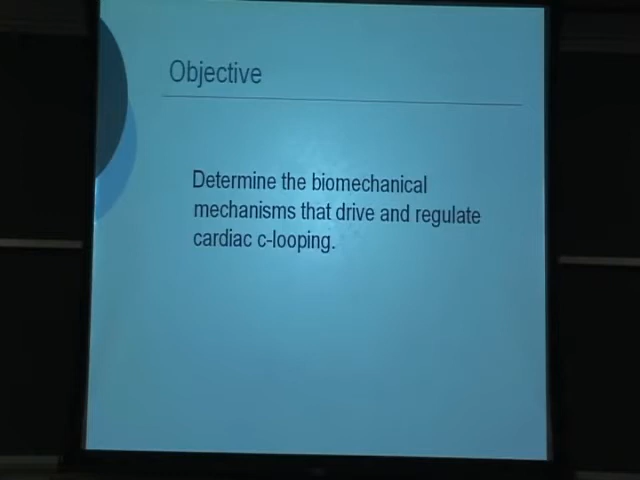 Objective
Determine the biomechanical
mechanisms that drive and regulate
cardiac c-looping.